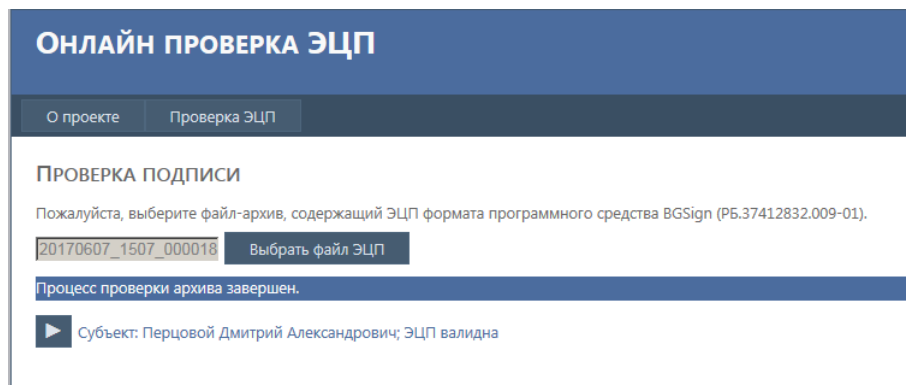 Онлайн проверка ЭЦП
О проекте Проверка ЭЦП
Проверка подписи
Пожалуйста, выберите файл-архив, содержащий ЭЦП формата программного средства BGSign (РБ.37412832.009-01).
20170607_1507_000018 Выбрать файл ЭЦП
Процесс проверки архива завершен.
Субъект: Перцовой Дмитрий Александрович; ЭЦП валидна